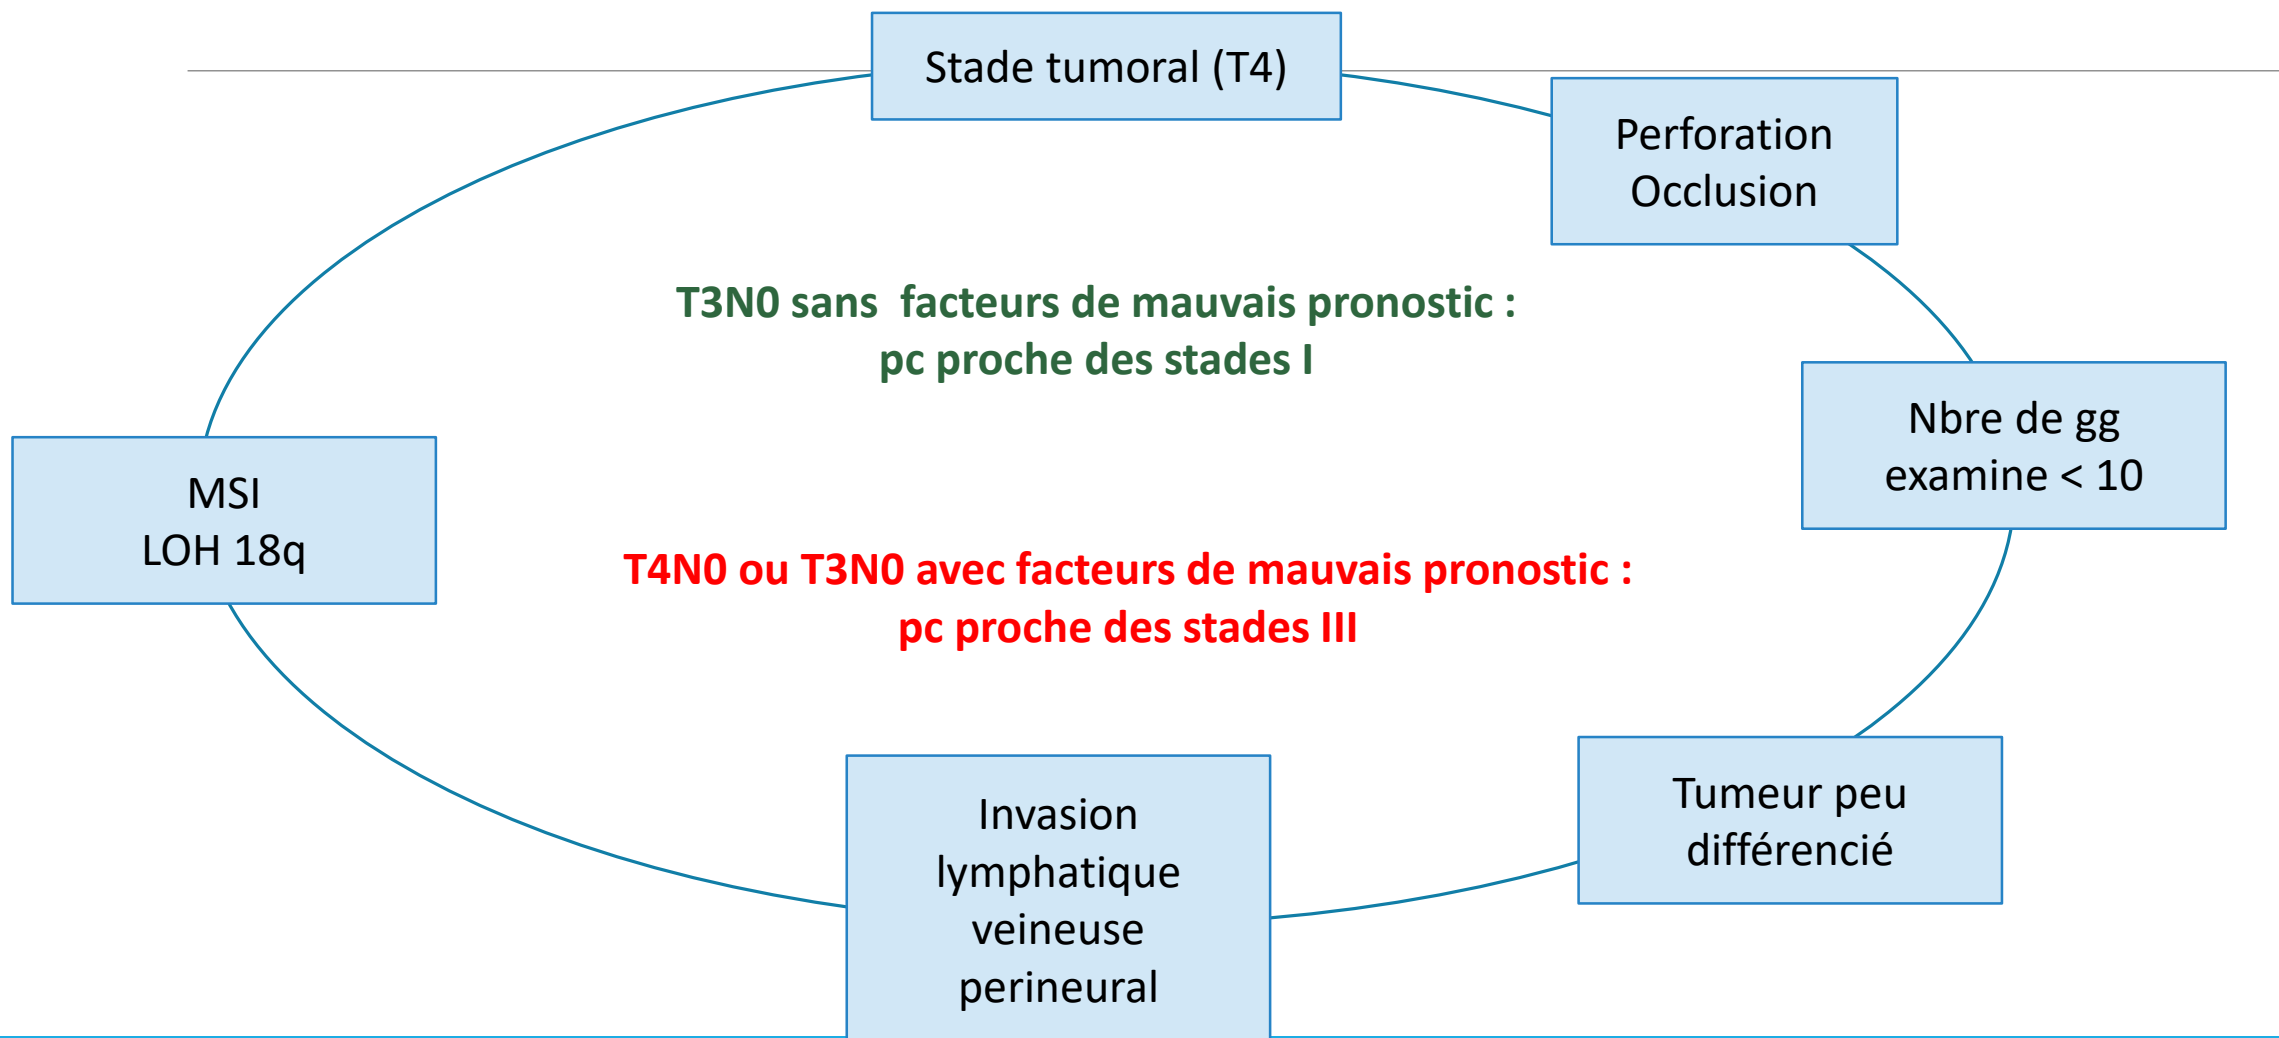 Stade tumoral (T4)
Perforation
Occlusion
T3N0 sans  facteurs de mauvais pronostic :
pc proche des stades I
Nbre de gg
examine < 10
MSI
LOH 18q
T4N0 ou T3N0 avec facteurs de mauvais pronostic :
pc proche des stades III
Tumeur peu
différencié
Invasion
lymphatique
veineuse
perineural